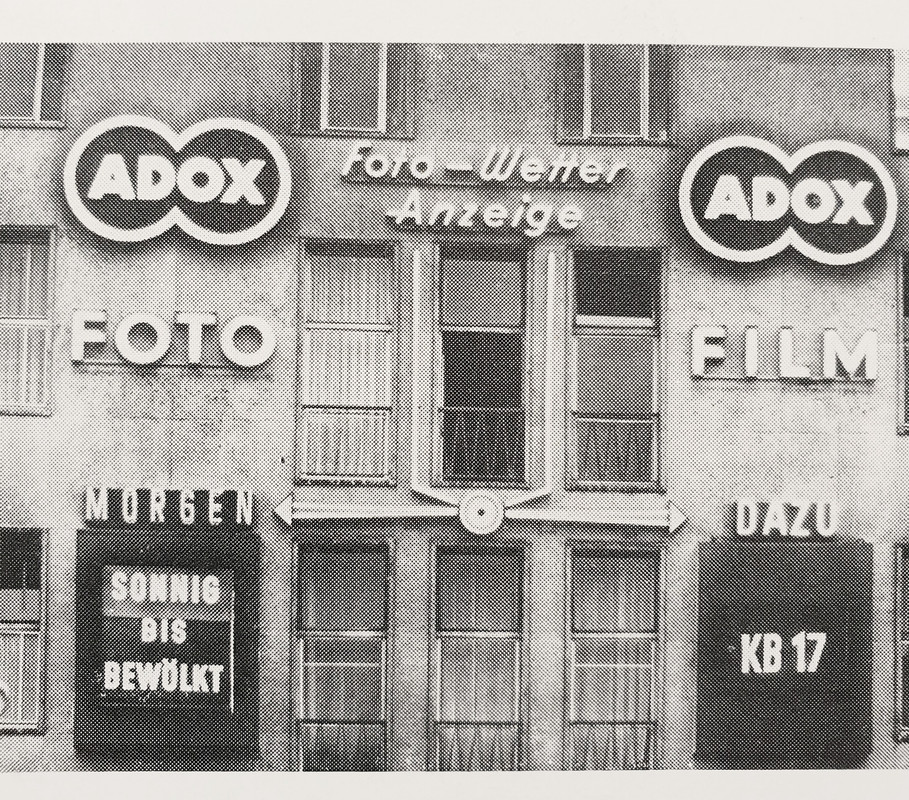 ADOX
Foto-Wetter
Anzeige
ADOX
FOTO
FILM
MORGEN
SONNIG
BIS
BEWÖLKT
DAZU
KB 17